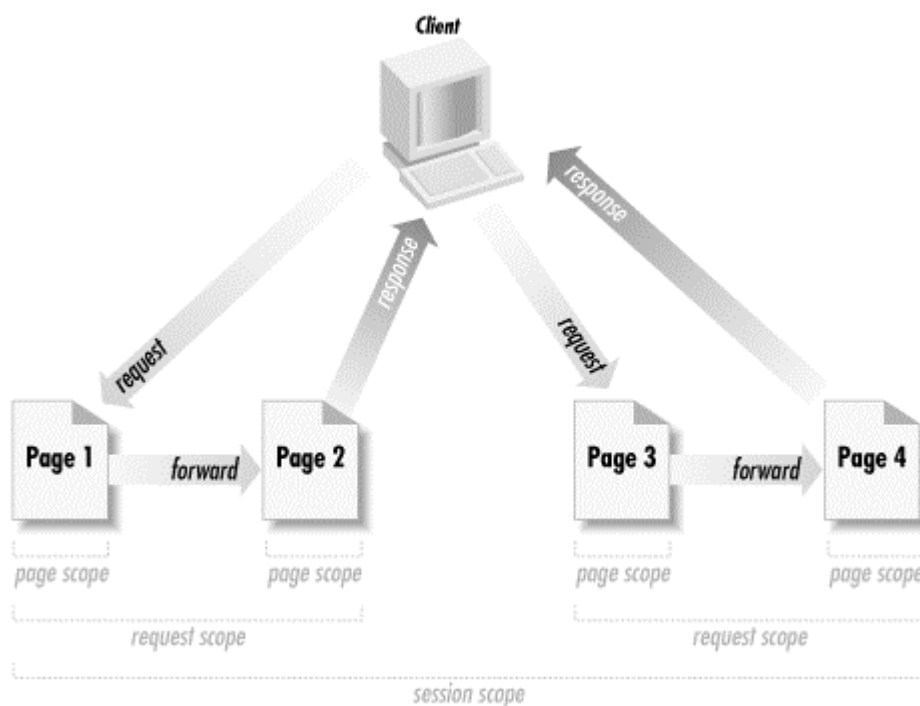 Client
response
response
request
request
Page 1
forward
Page 2
Page 3
forward
Page 4
page scope
page scope
page scope
page scope
request scope
request scope
session scope